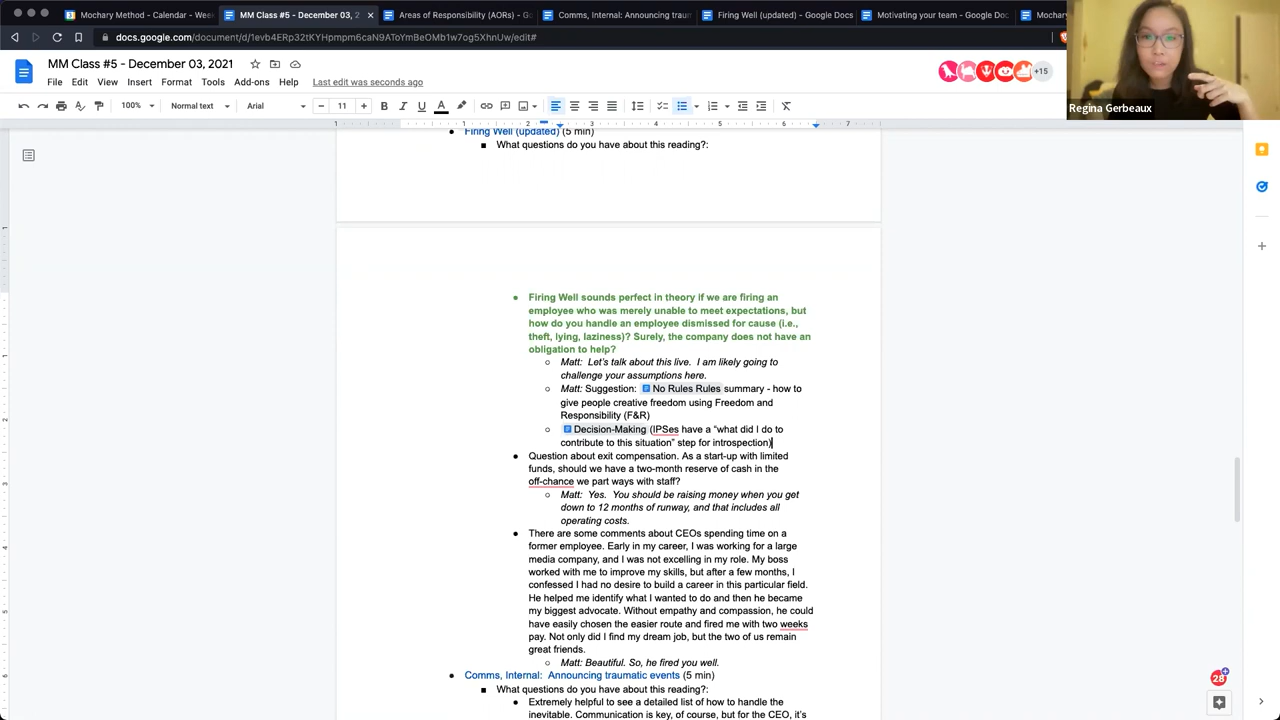 Mochary Method - Calendar - Wee
MM Class #5 - December 03, 2
Areas of Responsibility (AORs) - G
Comms, Internal: Announcing traum
Firing Well (updated) - Google Docs
Motivating your team - Google Doc
Mochary
docs.google.com/document/d/1evb4ERp32tKYHpmpm6caN9AToYmBeOMb1w7og5XhnUw/edit#
MM Class #5 - December 03, 2021
File Edit View Insert Format Tools Add-ons Help Last edit was seconds ago
+15
Regina Gerbeaux
100% Normal text Arial 11 B I U A
1 1 2 3 4 5 6 7
Firing Well (updated) (5 min)
What questions do you have about this reading?:
Firing Well sounds perfect in theory if we are firing an
employee who was merely unable to meet expectations, but
how do you handle an employee dismissed for cause (i.e.,
theft, lying, laziness)? Surely, the company does not have an
obligation to help?
Matt: Let's talk about this live. I am likely going to
challenge your assumptions here.
Matt: Suggestion: No Rules Rules summary - how to
give people creative freedom using Freedom and
Responsibility (F&R)
Decision-Making (IPSes have a "what did I do to
contribute to this situation" step for introspection)
Question about exit compensation. As a start-up with limited
funds, should we have a two-month reserve of cash in the
off-chance we part ways with staff?
Matt: Yes. You should be raising money when you get
down to 12 months of runway, and that includes all
operating costs.
There are some comments about CEOs spending time on a
former employee. Early in my career, I was working for a large
media company, and I was not excelling in my role. My boss
worked with me to improve my skills, but after a few months, I
confessed I had no desire to build a career in this particular field.
He helped me identify what I wanted to do and then he became
my biggest advocate. Without empathy and compassion, he could
have easily chosen the easier route and fired me with two weeks
pay. Not only did I find my dream job, but the two of us remain
great friends.
Matt: Beautiful. So, he fired you well.
Comms, Internal: Announcing traumatic events (5 min)
What questions do you have about this reading?:
Extremely helpful to see a detailed list of how to handle the
inevitable. Communication is key, of course, but for the CEO, it's
28